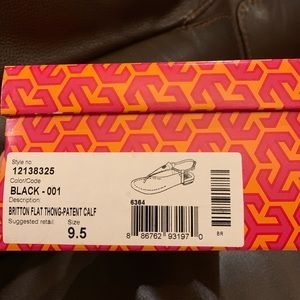 Style no.
12138325
Color/Code
BLACK - 001
Description
BRITTON FLAT THONG-PATENT CALF
Suggested retail
Size
9.5
6364
8 86762 93197 0
BR